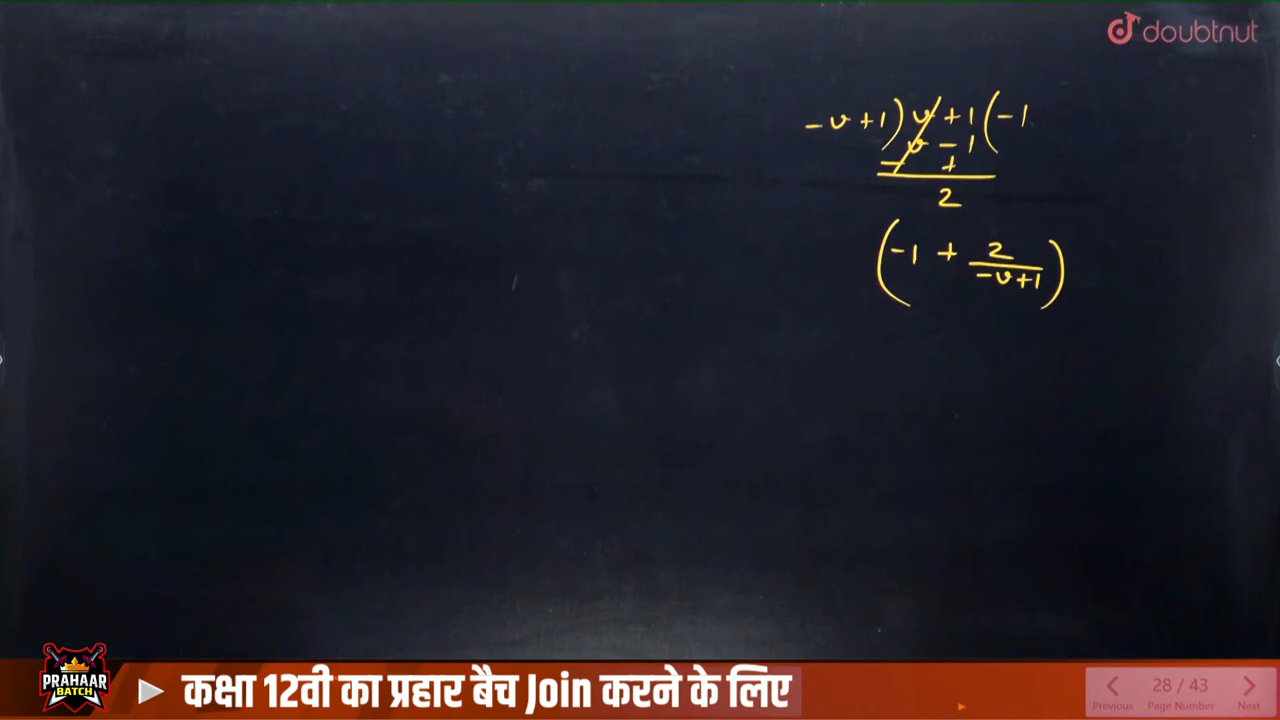 doubtnut
-v+1) v+1 (-1
v - 1
- +
2
(-1 + 2/(-v+1))
PRAHAAR
BATCH
कक्षा 12वी का प्रहार बैच Join करने के लिए
28 / 43
Previous Page Number Next